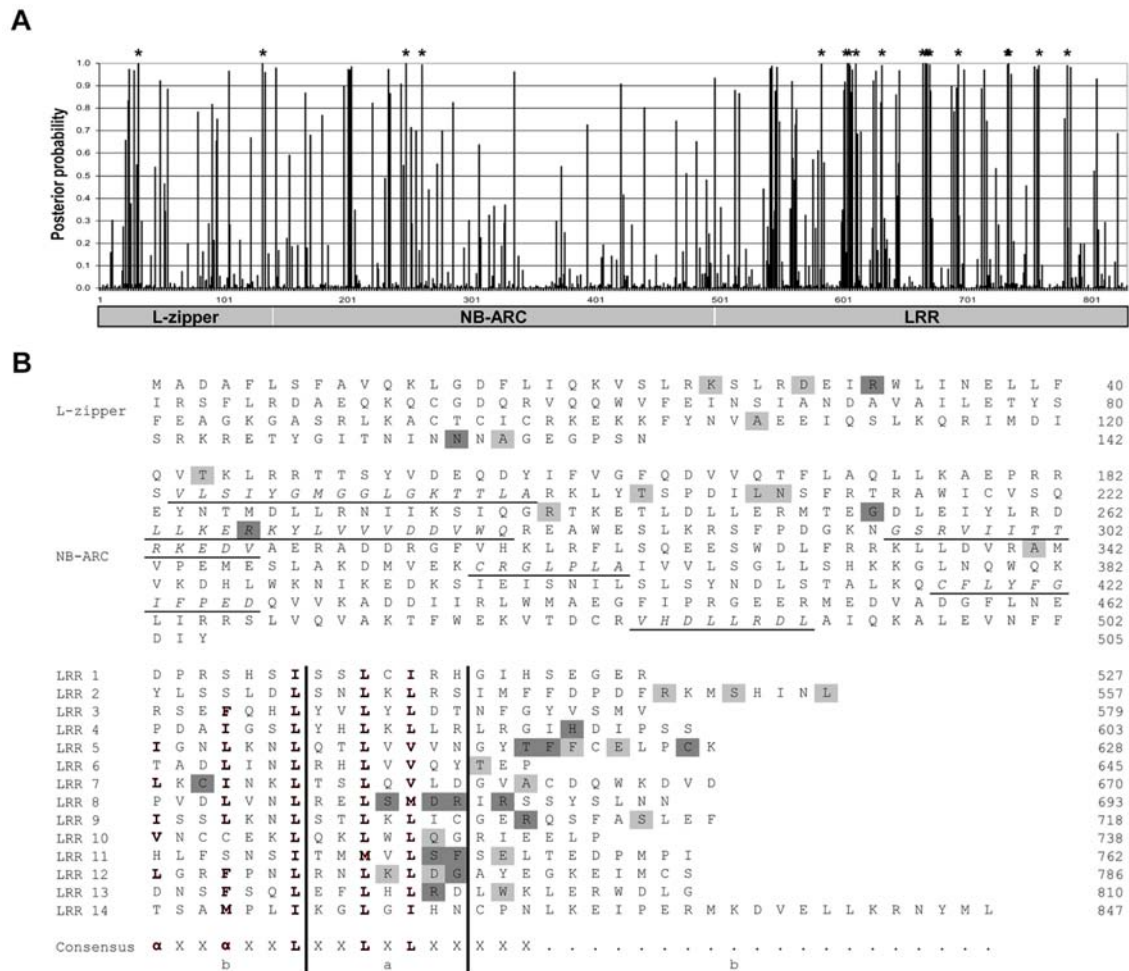 A
* * * * * * * * * * * * * * * *
Posterior probability
1.0
0.9
0.8
0.7
0.6
0.5
0.4
0.3
0.2
0.1
0.0
1 101 201 301 401 501 601 701 801
L-zipper NB-ARC LRR
B
L-zipper
M A D A F L S F A V Q K L G D F L I Q K V S L R K S L R D E I R W L I N E L L F 40
I R S F L R D A E Q K Q C G D Q R V Q Q W V F E I N S I A N D A V A I L E T Y S 80
F E A G K G A S R L K A C T C I C R K E K K F Y N V A E E I Q S L K Q R I M D I 120
S R K R E T Y G I T N I N N N A G E G P S N 142
NB-ARC
Q V T K L R R T T S Y V D E Q D Y I F V G F Q D V V Q T F L A Q L L K A E P R R 182
S V L S I Y G M G G L G K T T L A R K L Y T S P D I L N S F R T R A W I C V S Q 222
E Y N T M D L L R N I I K S I Q G R T K E T L D L L E R M T E G D L E I Y L R D 262
L L K E R K Y L V V V D D V W Q R E A W E S L K R S F P D G K N G S R V I I T T 302
R K E D V A E R A D D R G F V H K L R F L S Q E E S W D L F R R K L L D V R A M 342
V P E M E S L A K D M V E K C R G L P L A I V V L S G L L S H K K G L N Q W Q K 382
V K D H L W K N I K E D K S I E I S N I L S L S Y N D L S T A L K Q C F L Y F G 422
I F P E D Q V V K A D D I I R L W M A E G F I P R G E E R M E D V A D G F L N E 462
L I R R S L V Q V A K T F W E K V T D C R V H D L L R D L A I Q K A L E V N F F 502
D I Y 505
LRR 1 D P R S H S I S S L C I R H G I H S E G E R 527
LRR 2 Y L S S L D L S N L K L R S I M F F D P D F R K M S H I N L 557
LRR 3 R S E F Q H L Y V L Y L D T N F G Y V S M V 579
LRR 4 P D A I G S L Y H L K L L R L R G I H D I P S S 603
LRR 5 I G N L K N L Q T L V V V N G Y T F F C E L P C K 628
LRR 6 T A D L I N L R H L V V Q Y T E P 645
LRR 7 L K C I N K L T S L Q V L D G V A C D Q W K D V D 670
LRR 8 P V D L V N L R E L S M D R I R S S Y S L N N 693
LRR 9 I S S L K N L S T L K L I C G E R Q S F A S L E F 718
LRR 10 V N C C E K L Q K L W L Q G R I E E L P 738
LRR 11 H L F S N S I T M M V L S F S E L T E D P M P I 762
LRR 12 L G R F P N L R N L K L D G A Y E G K E I M C S 786
LRR 13 D N S F S Q L E F L H L R D L W K L E R W D L G 810
LRR 14 T S A M P L I K G L G I H N C P N L K E I P E R M K D V E L L K R N Y M L 847
Consensus α X X α X X L X X L X L X X X X X . . . . . . . . . . . . . . . . . . . .
b a b